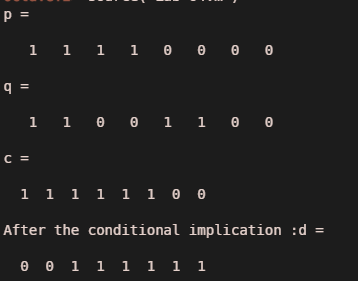 p =
1 1 1 1 0 0 0 0
q =
1 1 0 0 1 1 0 0
c =
1 1 1 1 1 1 0 0
After the conditional implication :d =
0 0 1 1 1 1 1 1